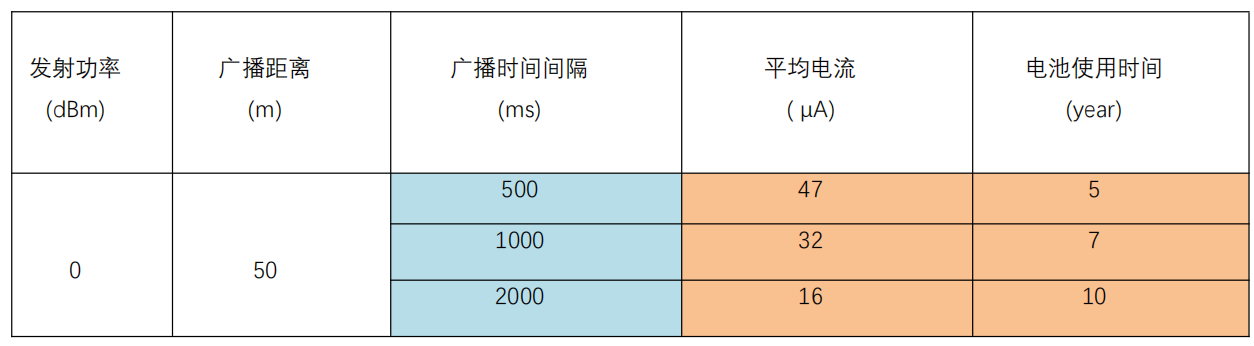 发射功率
(dBm)
广播距离
(m)
广播时间间隔
(ms)
平均电流
( μA)
电池使用时间
(year)
0
50
500
47
5
1000
32
7
2000
16
10